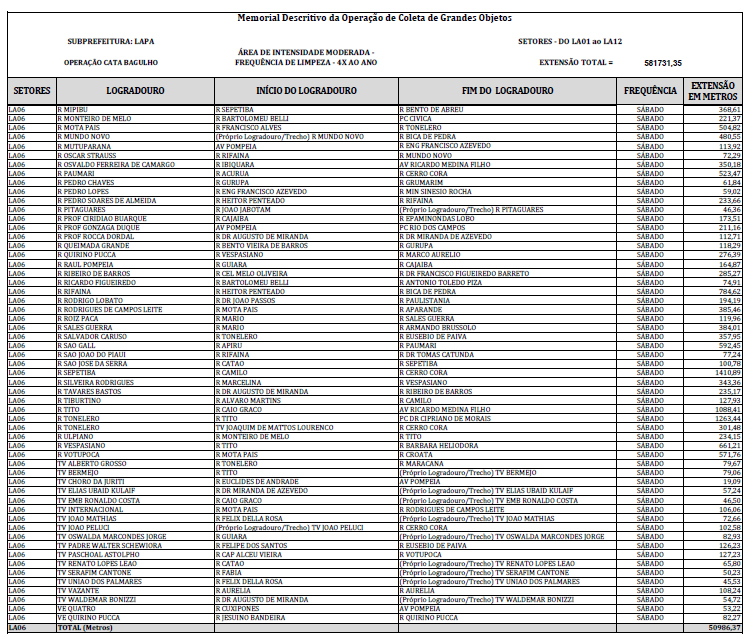 Memorial Descritivo da Operação de Coleta de Grandes Objetos
SUBPREFEITURA: LAPA
SETORES - DO LA01 ao LA12
OPERAÇÃO CATA BAGULHO
ÁREA DE INTENSIDADE MODERADA -
FREQUÊNCIA DE LIMPEZA - 4X AO ANO
EXTENSÃO TOTAL = 581731,35
SETORES LOGRADOURO INÍCIO DO LOGRADOURO FIM DO LOGRADOURO FREQUÊNCIA EXTENSÃO EM METROS
LA06 R MIPIBU R SEPETIBA R BENTO DE ABREU SÁBADO 368,61
LA06 R MONTEIRO DE MELO R BARTOLOMEU BELLI PC CIVICA SÁBADO 221,37
LA06 R MOTA PAIS R FRANCISCO ALVES R TONELERO SÁBADO 504,82
LA06 R MUNDO NOVO (Próprio Logradouro/Trecho) R MUNDO NOVO R BICA DE PEDRA SÁBADO 480,55
LA06 R MUTUPARANA AV POMPEIA R ENG FRANCISCO AZEVEDO SÁBADO 113,92
LA06 R OSCAR STRAUSS R RIFAINA R MUNDO NOVO SÁBADO 72,29
LA06 R OSVALDO FERREIRA DE CAMARGO R IBIQUARA AV RICARDO MEDINA FILHO SÁBADO 350,18
LA06 R PAUMARI R ACURUA R CERRO CORA SÁBADO 523,47
LA06 R PEDRO CHAVES R GURUPA R GRUMARIM SÁBADO 61,84
LA06 R PEDRO LOPES R ENG FRANCISCO AZEVEDO R MIN SINESIO ROCHA SÁBADO 59,02
LA06 R PEDRO SOARES DE ALMEIDA R HEITOR PENTEADO R RIFAINA SÁBADO 233,66
LA06 R PITAGUARES R JOAO JABOTAM (Próprio Logradouro/Trecho) R PITAGUARES SÁBADO 46,36
LA06 R PROF CIRIDIAO BUARQUE R CAJAIBA R EPAMINONDAS LOBO SÁBADO 173,51
LA06 R PROF GONZAGA DUQUE AV POMPEIA PC RIO DOS CAMPOS SÁBADO 211,16
LA06 R PROF ROCCA DORDAL R DR AUGUSTO DE MIRANDA R DR MIRANDA DE AZEVEDO SÁBADO 112,71
LA06 R QUEIMADA GRANDE R BENTO VIEIRA DE BARROS R GURUPA SÁBADO 118,29
LA06 R QUIRINO PUCCA R VESPASIANO R MARCO AURELIO SÁBADO 276,39
LA06 R RAUL POMPEIA R GUIARA R CAJAIBA SÁBADO 164,87
LA06 R RIBEIRO DE BARROS R CEL MELO OLIVEIRA R DR FRANCISCO FIGUEIREDO BARRETO SÁBADO 285,27
LA06 R RICARDO FIGUEIREDO R BARTOLOMEU BELLI R ANTONIO TOLEDO PIZA SÁBADO 74,91
LA06 R RIFAINA R HEITOR PENTEADO R BICA DE PEDRA SÁBADO 784,62
LA06 R RODRIGO LOBATO R DR JOAO PASSOS R PAULISTANIA SÁBADO 194,19
LA06 R RODRIGUES DE CAMPOS LEITE R MOTA PAIS R APARANDE SÁBADO 385,46
LA06 R ROIZ PACA R MARIO R SALES GUERRA SÁBADO 119,96
LA06 R SALES GUERRA R MARIO R ARMANDO BRUSSOLO SÁBADO 384,01
LA06 R SALVADOR CARUSO R TONELERO R EUSEBIO DE PAIVA SÁBADO 357,95
LA06 R SAO GALL R APIRU R PAUMARI SÁBADO 592,45
LA06 R SAO JOAO DO PIAUI R RIFAINA R DR TOMAS CATUNDA SÁBADO 77,24
LA06 R SAO JOSE DA SERRA R CATAO R SEPETIBA SÁBADO 100,78
LA06 R SEPETIBA R CAMILO R CERRO CORA SÁBADO 1410,89
LA06 R SILVEIRA RODRIGUES R MARCELINA R VESPASIANO SÁBADO 343,36
LA06 R TAVARES BASTOS R DR AUGUSTO DE MIRANDA R RIBEIRO DE BARROS SÁBADO 235,17
LA06 R TIBURTINO R ALVARO MARTINS R CAMILO SÁBADO 127,93
LA06 R TITO R CAIO GRACO AV RICARDO MEDINA FILHO SÁBADO 1088,41
LA06 R TONELERO R TITO PC DR CIPRIANO DE MORAIS SÁBADO 1263,44
LA06 R TONELERO TV JOAQUIM DE MATTOS LOURENCO R CERRO CORA SÁBADO 301,48
LA06 R ULPIANO R MONTEIRO DE MELO R TITO SÁBADO 234,15
LA06 R VESPASIANO R TITO R BARBARA HELIODORA SÁBADO 661,21
LA06 R VOTUPOCA R MOTA PAIS R CROATA SÁBADO 571,76
LA06 TV ALBERTO GROSSO R TONELERO R MARACANA SÁBADO 79,67
LA06 TV BERMEJO R TITO (Próprio Logradouro/Trecho) TV BERMEJO SÁBADO 79,06
LA06 TV CHORO DA JURITI R EUCLIDES DE ANDRADE AV POMPEIA SÁBADO 19,09
LA06 TV ELIAS UBAID KULAIF R DR MIRANDA DE AZEVEDO (Próprio Logradouro/Trecho) TV ELIAS UBAID KULAIF SÁBADO 57,24
LA06 TV EMB RONALDO COSTA R CAIO GRACO (Próprio Logradouro/Trecho) TV EMB RONALDO COSTA SÁBADO 46,50
LA06 TV INTERNACIONAL R MOTA PAIS R RODRIGUES DE CAMPOS LEITE SÁBADO 106,06
LA06 TV JOAO MATHIAS R FELIX DELLA ROSA (Próprio Logradouro/Trecho) TV JOAO MATHIAS SÁBADO 72,66
LA06 TV JOAO PELUCI (Próprio Logradouro/Trecho) TV JOAO PELUCI R CERRO CORA SÁBADO 102,58
LA06 TV OSWALDA MARCONDES JORGE R GUIARA (Próprio Logradouro/Trecho) TV OSWALDA MARCONDES JORGE SÁBADO 82,93
LA06 TV PADRE WALTER SCHEWIORA R FELIPE DOS SANTOS R EUSEBIO DE PAIVA SÁBADO 126,23
LA06 TV PASCHOAL ASTOLPHO R CAP ALCEU VIEIRA R VOTUPOCA SÁBADO 127,23
LA06 TV RENATO LOPES LEAO R CATAO (Próprio Logradouro/Trecho) TV RENATO LOPES LEAO SÁBADO 65,80
LA06 TV SERAFIM CANTONE R FABIA (Próprio Logradouro/Trecho) TV SERAFIM CANTONE SÁBADO 50,23
LA06 TV UNIAO DOS PALMARES R FELIX DELLA ROSA (Próprio Logradouro/Trecho) TV UNIAO DOS PALMARES SÁBADO 45,53
LA06 TV VAZANTE R AURELIA R AURELIA SÁBADO 108,24
LA06 TV WALDEMAR BONIZZI R DR AUGUSTO DE MIRANDA (Próprio Logradouro/Trecho) TV WALDEMAR BONIZZI SÁBADO 54,72
LA06 VE QUATRO R CUXIPONES AV POMPEIA SÁBADO 53,22
LA06 VE QUIRINO PUCCA R JESUINO BANDEIRA R QUIRINO PUCCA SÁBADO 82,27
LA06 TOTAL (Metros) 50986,37